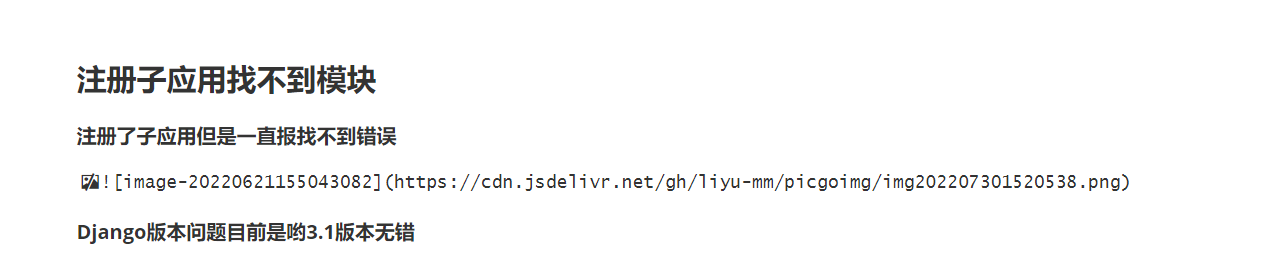 注册子应用找不到模块
注册了子应用但是一直报找不到错误
![image-20220621155043082](https://cdn.jsdelivr.net/gh/liyu-mm/picgoimg/img202207301520538.png)
Django版本问题目前是哟3.1版本无错